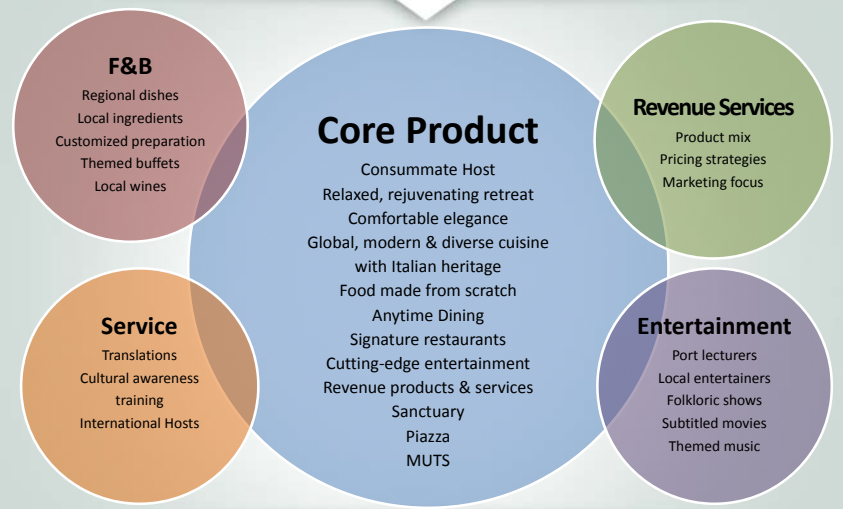 F&B
Regional dishes
Local ingredients
Customized preparation
Themed buffets
Local wines
Core Product
Consummate Host
Relaxed, rejuvenating retreat
Comfortable elegance
Global, modern & diverse cuisine
with Italian heritage
Food made from scratch
Anytime Dining
Signature restaurants
Cutting-edge entertainment
Revenue products & services
Sanctuary
Piazza
MUTS
Revenue Services
Product mix
Pricing strategies
Marketing focus
Service
Translations
Cultural awareness
training
International Hosts
Entertainment
Port lecturers
Local entertainers
Folkloric shows
Subtitled movies
Themed music